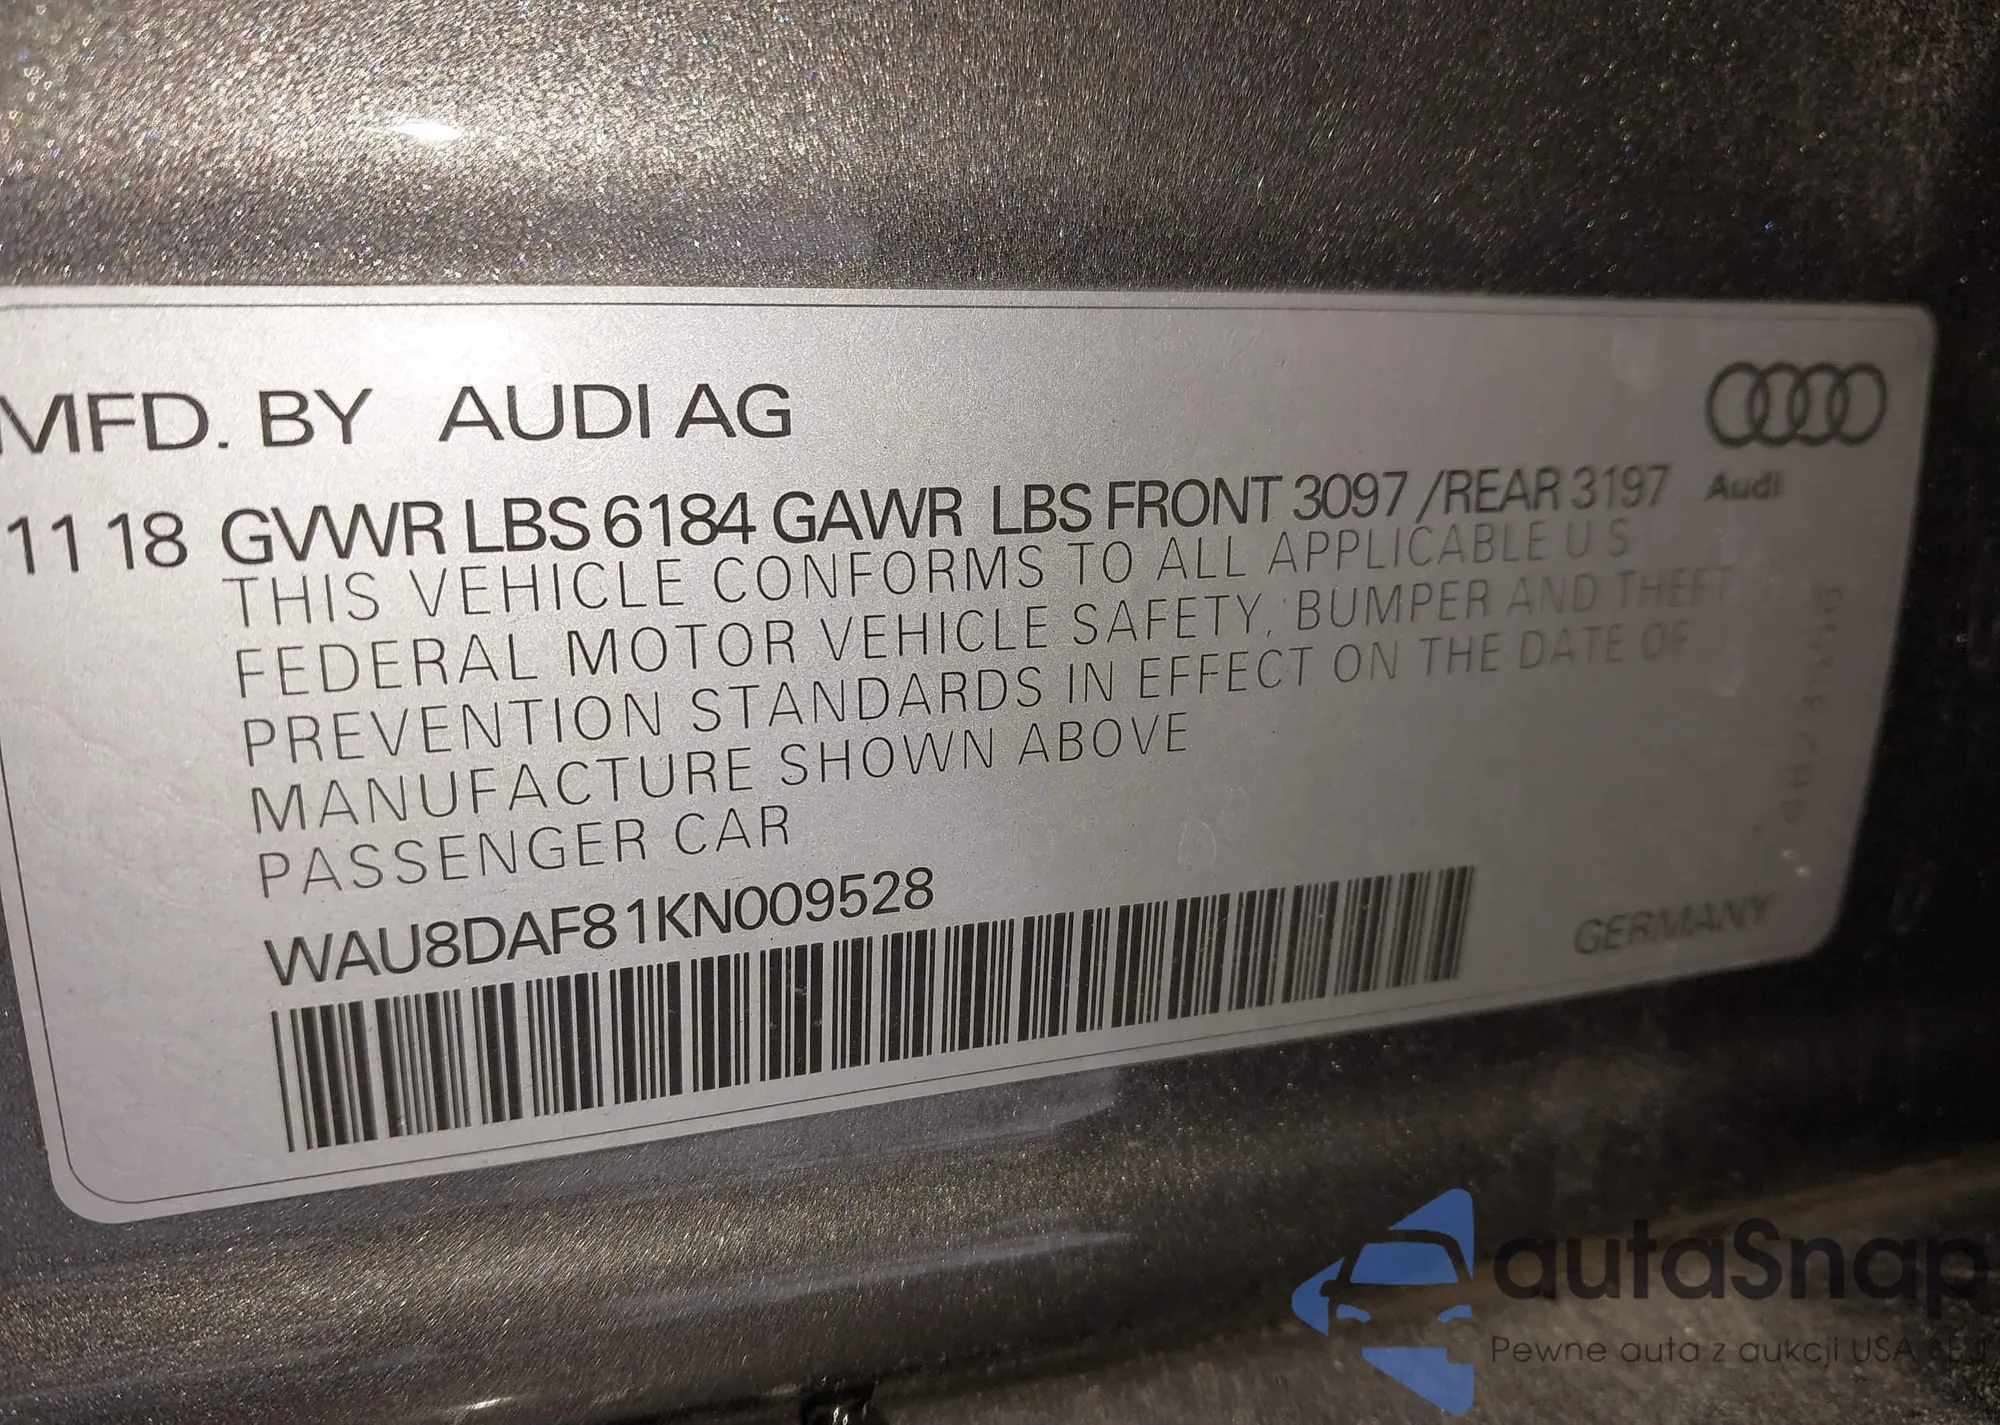 MFD. BY AUDI AG
Audi
11 18 GVWR LBS 6184 GAWR LBS FRONT 3097 /REAR 3197
THIS VEHICLE CONFORMS TO ALL APPLICABLE U S
FEDERAL MOTOR VEHICLE SAFETY, BUMPER AND THEFT
PREVENTION STANDARDS IN EFFECT ON THE DATE OF
MANUFACTURE SHOWN ABOVE
PASSENGER CAR
WAU8DAF81KN009528
GERMANY
autaSnap
Pewne auta z aukcji USA